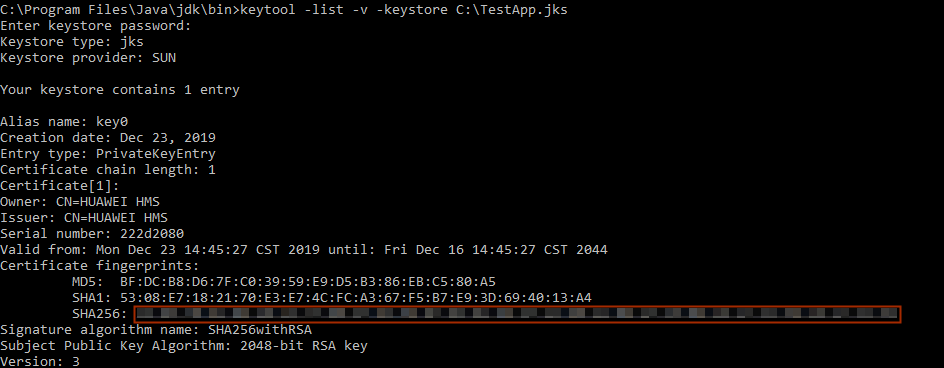 C:\Program Files\Java\jdk\bin>keytool -list -v -keystore C:\TestApp.jks
Enter keystore password:
Keystore type: jks
Keystore provider: SUN
Your keystore contains 1 entry
Alias name: key0
Creation date: Dec 23, 2019
Entry type: PrivateKeyEntry
Certificate chain length: 1
Certificate[1]:
Owner: CN=HUAWEI HMS
Issuer: CN=HUAWEI HMS
Serial number: 222d2080
Valid from: Mon Dec 23 14:45:27 CST 2019 until: Fri Dec 16 14:45:27 CST 2044
Certificate fingerprints:
MD5: BF:DC:B8:D6:7F:C0:39:59:E9:D5:B3:86:EB:C5:80:A5
SHA1: 53:08:E7:18:21:70:E3:E7:4C:FC:A3:67:F5:B7:E9:3D:69:40:13:A4
SHA256:
Signature algorithm name: SHA256withRSA
Subject Public Key Algorithm: 2048-bit RSA key
Version: 3